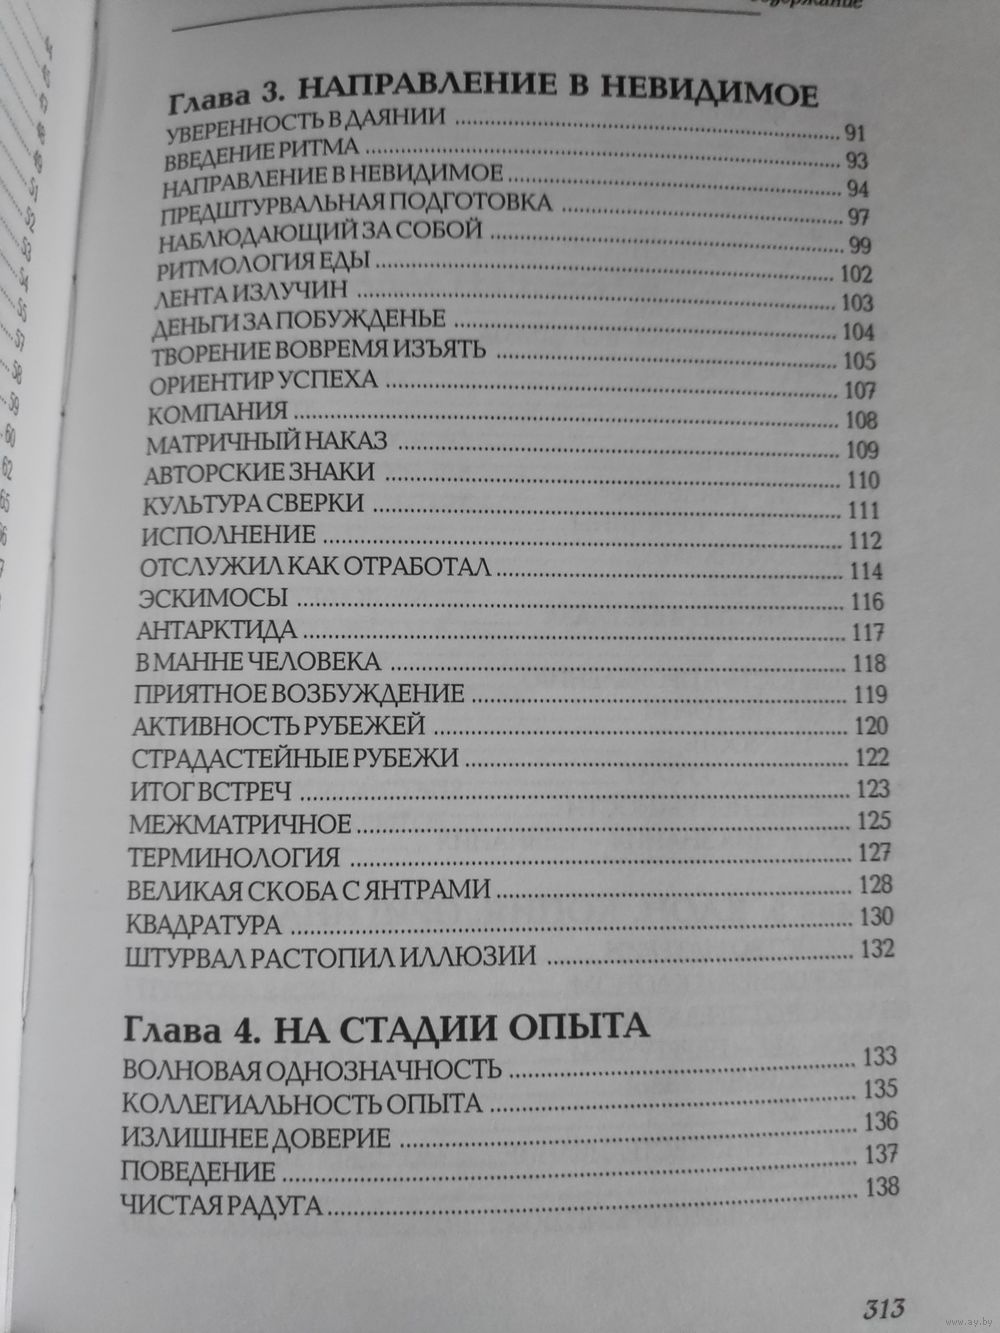 Содержание
Глава 3. НАПРАВЛЕНИЕ В НЕВИДИМОЕ
УВЕРЕННОСТЬ В ДАЯНИИ ........ 91
ВВЕДЕНИЕ РИТМА ........ 93
НАПРАВЛЕНИЕ В НЕВИДИМОЕ ........ 94
ПРЕДШТУРВАЛЬНАЯ ПОДГОТОВКА ........ 97
НАБЛЮДАЮЩИЙ ЗА СОБОЙ ........ 99
РИТМОЛОГИЯ ЕДЫ ........ 102
ЛЕНТА ИЗЛУЧИН ........ 103
ДЕНЬГИ ЗА ПОБУЖДЕНЬЕ ........ 104
ТВОРЕНИЕ ВОВРЕМЯ ИЗЪЯТЬ ........ 105
ОРИЕНТИР УСПЕХА ........ 107
КОМПАНИЯ ........ 108
МАТРИЧНЫЙ НАКАЗ ........ 109
АВТОРСКИЕ ЗНАКИ ........ 110
КУЛЬТУРА СВЕРКИ ........ 111
ИСПОЛНЕНИЕ ........ 112
ОТСЛУЖИЛ КАК ОТРАБОТАЛ ........ 114
ЭСКИМОСЫ ........ 116
АНТАРКТИДА ........ 117
В МАННЕ ЧЕЛОВЕКА ........ 118
ПРИЯТНОЕ ВОЗБУЖДЕНИЕ ........ 119
АКТИВНОСТЬ РУБЕЖЕЙ ........ 120
СТРАДАСТЕЙНЫЕ РУБЕЖИ ........ 122
ИТОГ ВСТРЕЧ ........ 123
МЕЖМАТРИЧНОЕ ........ 125
ТЕРМИНОЛОГИЯ ........ 127
ВЕЛИКАЯ СКОБА С ЯНТРАМИ ........ 128
КВАДРАТУРА ........ 130
ШТУРВАЛ РАСТОПИЛ ИЛЛЮЗИИ ........ 132
Глава 4. НА СТАДИИ ОПЫТА
ВОЛНОВАЯ ОДНОЗНАЧНОСТЬ ........ 133
КОЛЛЕГИАЛЬНОСТЬ ОПЫТА ........ 135
ИЗЛИШНЕЕ ДОВЕРИЕ ........ 136
ПОВЕДЕНИЕ ........ 137
ЧИСТАЯ РАДУГА ........ 138
313
www.ay.by